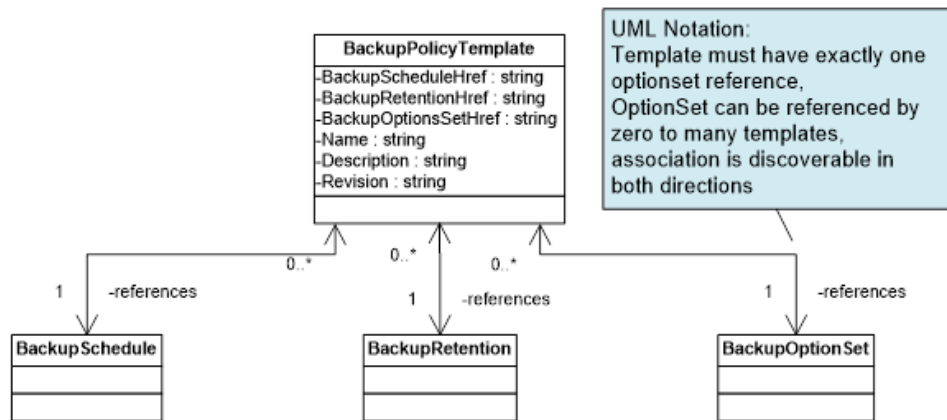 BackupPolicyTemplate
-BackupScheduleHref : string
-BackupRetentionHref : string
-BackupOptionsSetHref : string
-Name : string
-Description : string
-Revision : string
UML Notation:
Template must have exactly one
optionset reference,
OptionSet can be referenced by
zero to many templates,
association is discoverable in
both directions
0..*
0..*
0..*
1
-references
1
-references
1
-references
BackupSchedule
BackupRetention
BackupOptionSet